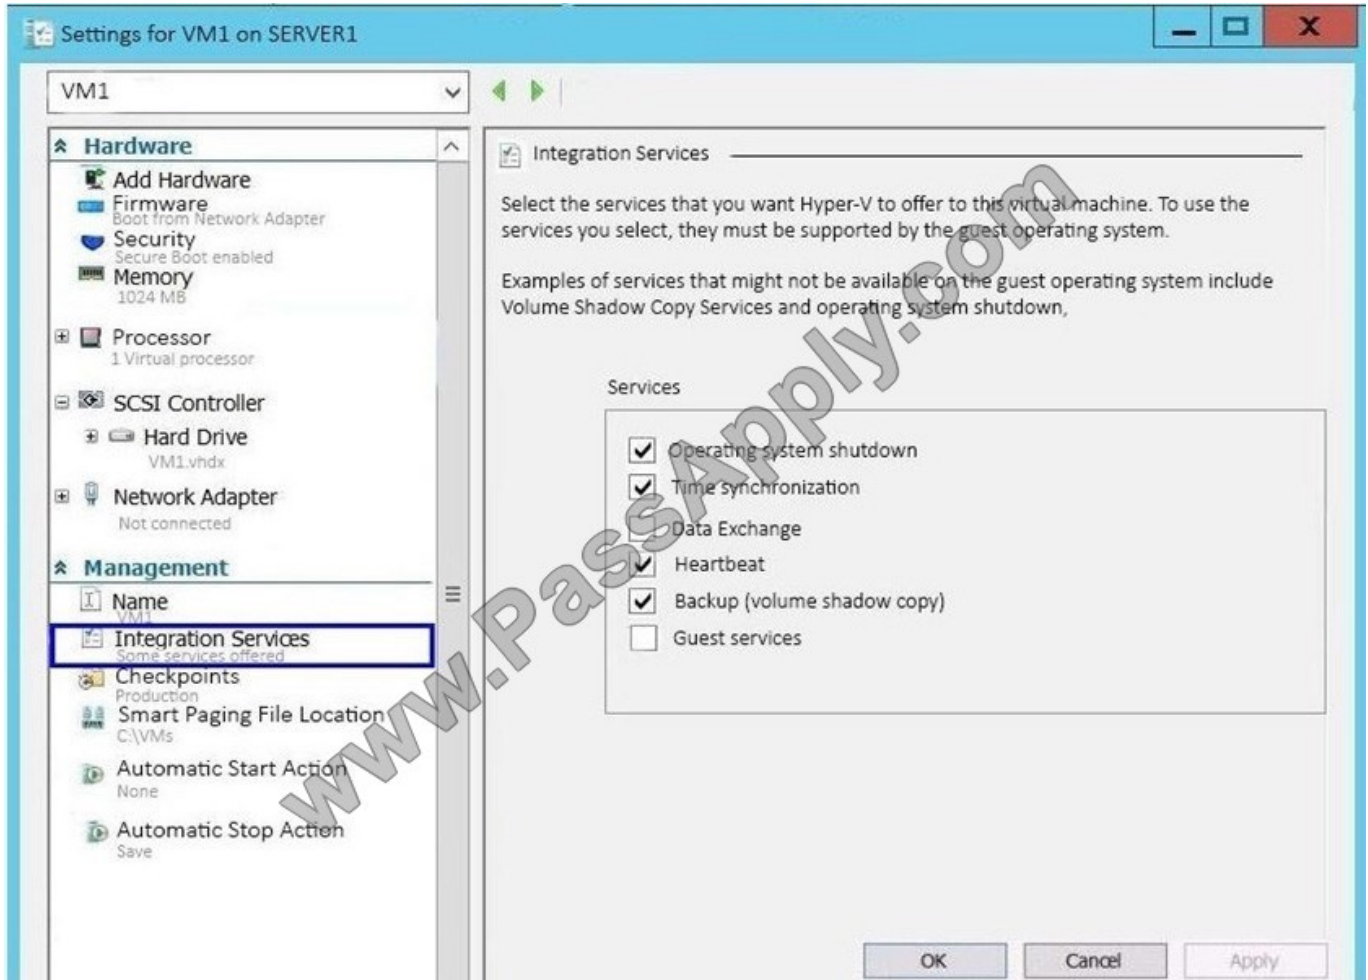 Settings for VM1 on SERVER1
X
VM1
Hardware
Add Hardware
Firmware
Boot from Network Adapter
Security
Secure Boot enabled
Memory
1024 MB
Processor
1 Virtual processor
SCSI Controller
Hard Drive
VM1.vhdx
Network Adapter
Not connected
Management
Name
VM1
Integration Services
Some services offered
Checkpoints
Production
Smart Paging File Location
C:\VMs
Automatic Start Action
None
Automatic Stop Action
Save
Integration Services
Select the services that you want Hyper-V to offer to this virtual machine. To use the
services you select, they must be supported by the guest operating system.
Examples of services that might not be available on the guest operating system include
Volume Shadow Copy Services and operating system shutdown,
Services
Operating system shutdown
Time synchronization
Data Exchange
Heartbeat
Backup (volume shadow copy)
Guest services
OK
Cancel
Apply
www.PassApply.com